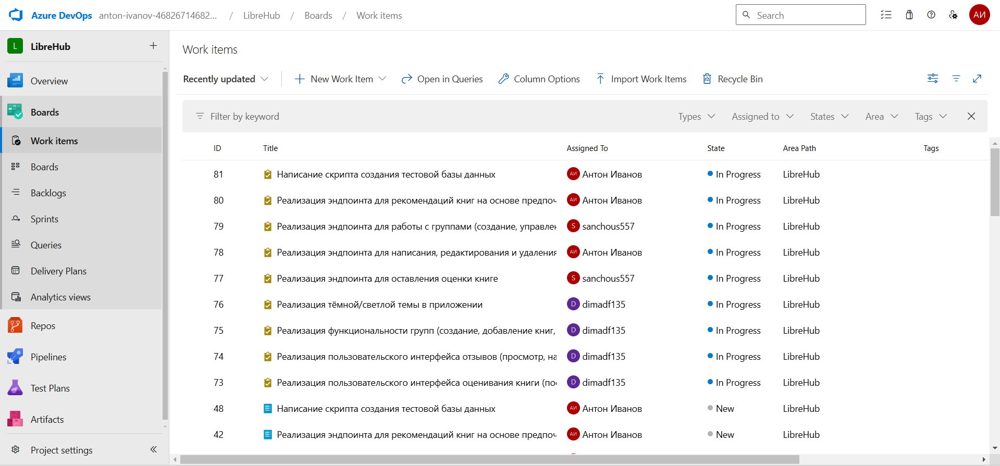 Azure DevOps anton-ivanov-46826714682... / LibreHub / Boards / Work items Search АИ
L LibreHub
Overview
Boards
Work items
Boards
Backlogs
Sprints
Queries
Delivery Plans
Analytics views
Repos
Pipelines
Test Plans
Artifacts
Project settings
Work items
Recently updated New Work Item Open in Queries Column Options Import Work Items Recycle Bin
Filter by keyword Types Assigned to States Area Tags
ID Title Assigned To State Area Path Tags
81 Написание скрипта создания тестовой базы данных АИ Антон Иванов In Progress LibreHub
80 Реализация эндпоинта для рекомендаций книг на основе предпоч АИ Антон Иванов In Progress LibreHub
79 Реализация эндпоинта для работы с группами (создание, управлен S sanchous557 In Progress LibreHub
78 Реализация эндпоинта для написания, редактирования и удаления АИ Антон Иванов In Progress LibreHub
77 Реализация эндпоинта для оставления оценки книге S sanchous557 In Progress LibreHub
76 Реализация тёмной/светлой темы в приложении D dimadf135 In Progress LibreHub
75 Реализация функциональности групп (создание, добавление книг, D dimadf135 In Progress LibreHub
74 Реализация пользовательского интерфейса отзывов (просмотр, на D dimadf135 In Progress LibreHub
73 Реализация пользовательского интерфейса оценивания книги (пос D dimadf135 In Progress LibreHub
48 Написание скрипта создания тестовой базы данных АИ Антон Иванов New LibreHub
42 Реализация эндпоинта для рекомендаций книг на основе предпоч АИ Антон Иванов New LibreHub